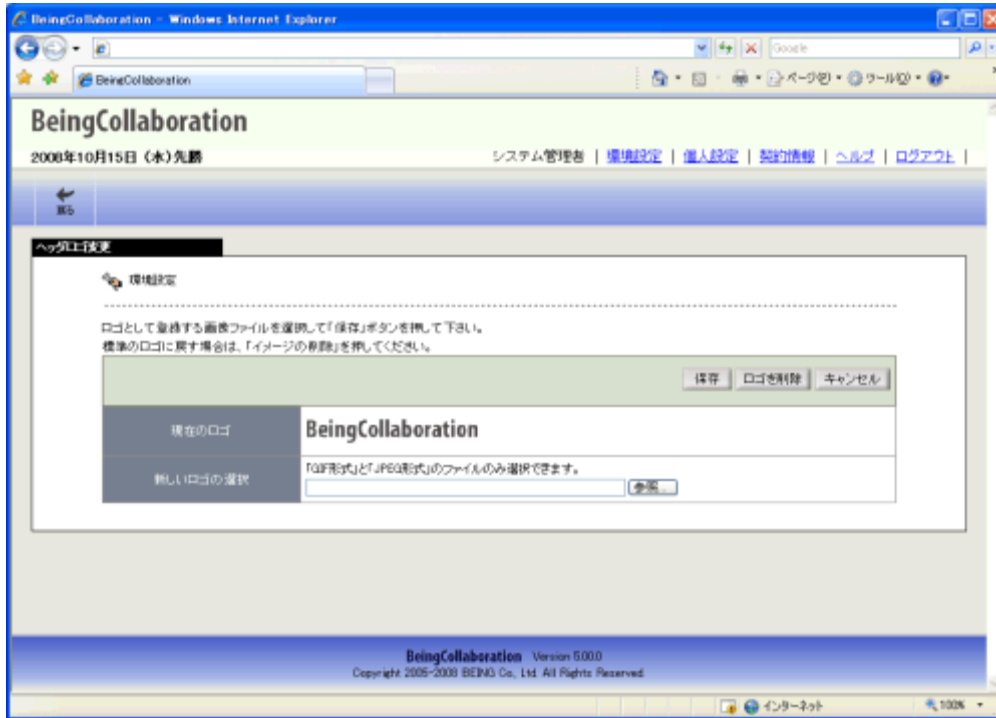 BeingCollaboration - Windows Internet Explorer
Google
BeingCollaboration
ページ(P) ツール(O)
BeingCollaboration
2008年10月15日 (水)先勝
システム管理者 | 環境設定 | 個人設定 | 契約情報 | ヘルプ | ログアウト |
戻る
ヘッダロゴ変更
環境設定
ロゴとして登録する画像ファイルを選択して「保存」ボタンを押して下さい。
標準のロゴに戻す場合は、「イメージの削除」を押してください。
保存 ロゴを削除 キャンセル
現在のロゴ BeingCollaboration
「GIF形式」と「JPEG形式」のファイルのみ選択できます。
新しいロゴの選択
参照...
BeingCollaboration Version 5.00.0
Copyright 2005-2008 BEING Co., Ltd. All Rights Reserved.
インターネット 100%